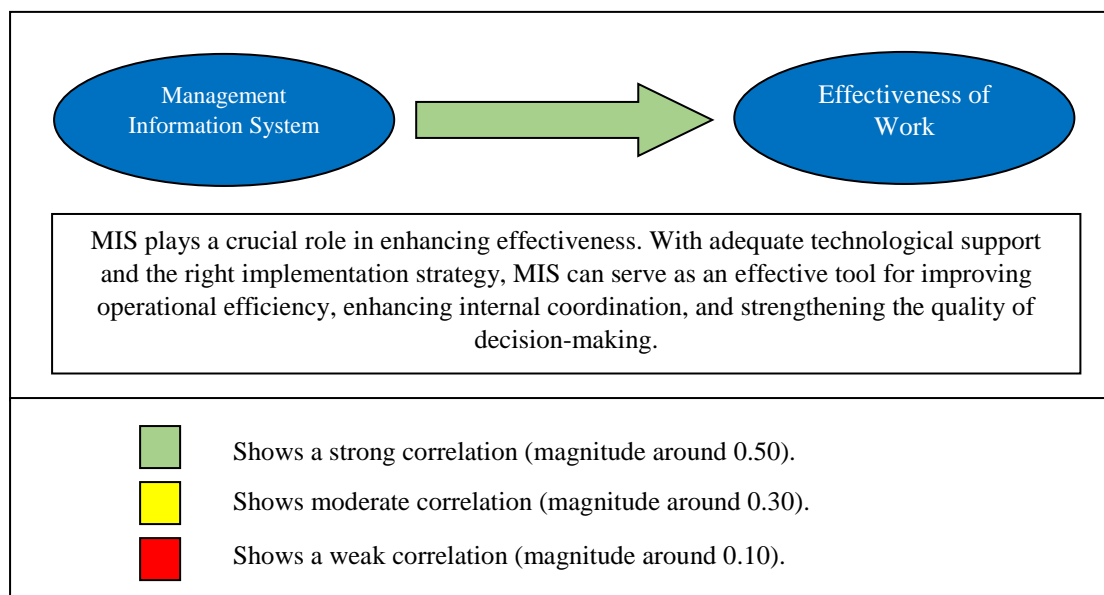 Management
Information System
Effectiveness of
Work
MIS plays a crucial role in enhancing effectiveness. With adequate technological support
and the right implementation strategy, MIS can serve as an effective tool for improving
operational efficiency, enhancing internal coordination, and strengthening the quality of
decision-making.
Shows a strong correlation (magnitude around 0.50).
Shows moderate correlation (magnitude around 0.30).
Shows a weak correlation (magnitude around 0.10).